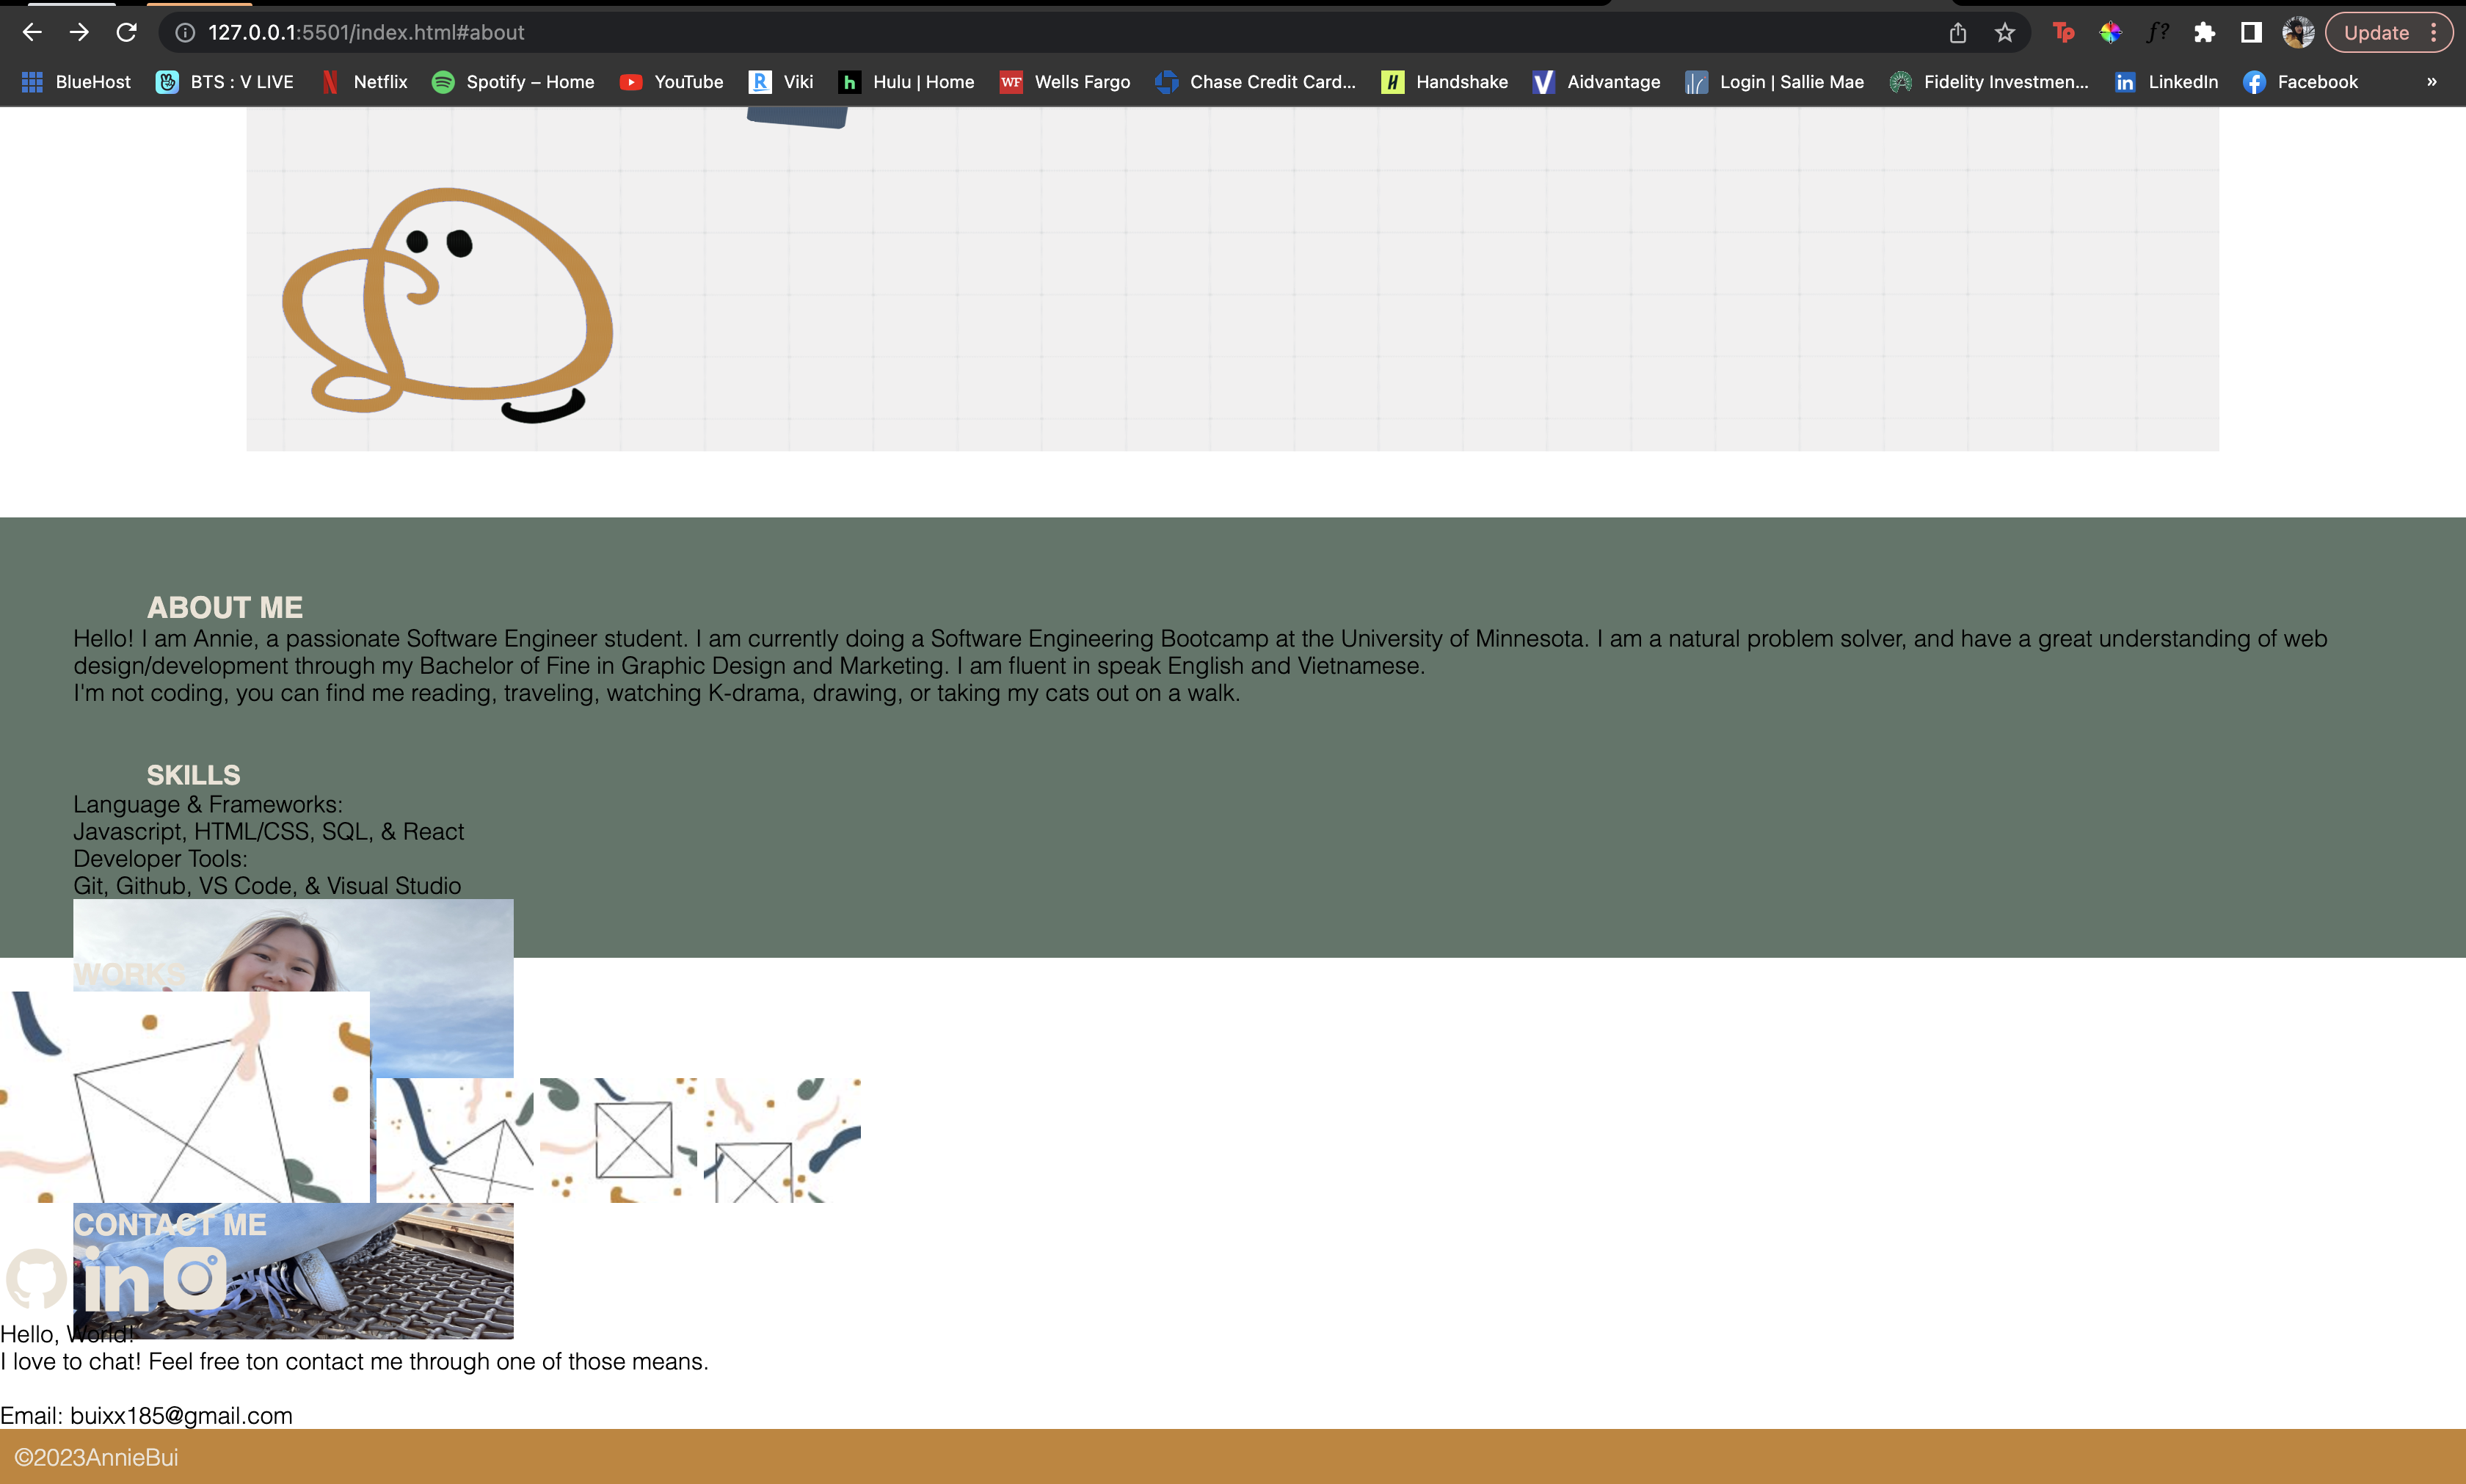 127.0.0.1:5501/index.html#about
Update
BlueHost
BTS : V LIVE
Netflix
Spotify – Home
YouTube
Viki
Hulu | Home
WF
Wells Fargo
Chase Credit Card...
Handshake
Aidvantage
Login | Sallie Mae
Fidelity Investmen...
LinkedIn
Facebook
»
ABOUT ME
Hello! I am Annie, a passionate Software Engineer student. I am currently doing a Software Engineering Bootcamp at the University of Minnesota. I am a natural problem solver, and have a great understanding of web
design/development through my Bachelor of Fine in Graphic Design and Marketing. I am fluent in speak English and Vietnamese.
I'm not coding, you can find me reading, traveling, watching K-drama, drawing, or taking my cats out on a walk.
SKILLS
Language & Frameworks:
Javascript, HTML/CSS, SQL, & React
Developer Tools:
Git, Github, VS Code, & Visual Studio
WORKS
CONTACT ME
in
Hello, World!
I love to chat! Feel free ton contact me through one of those means.
Email: buixx185@gmail.com
©2023AnnieBui